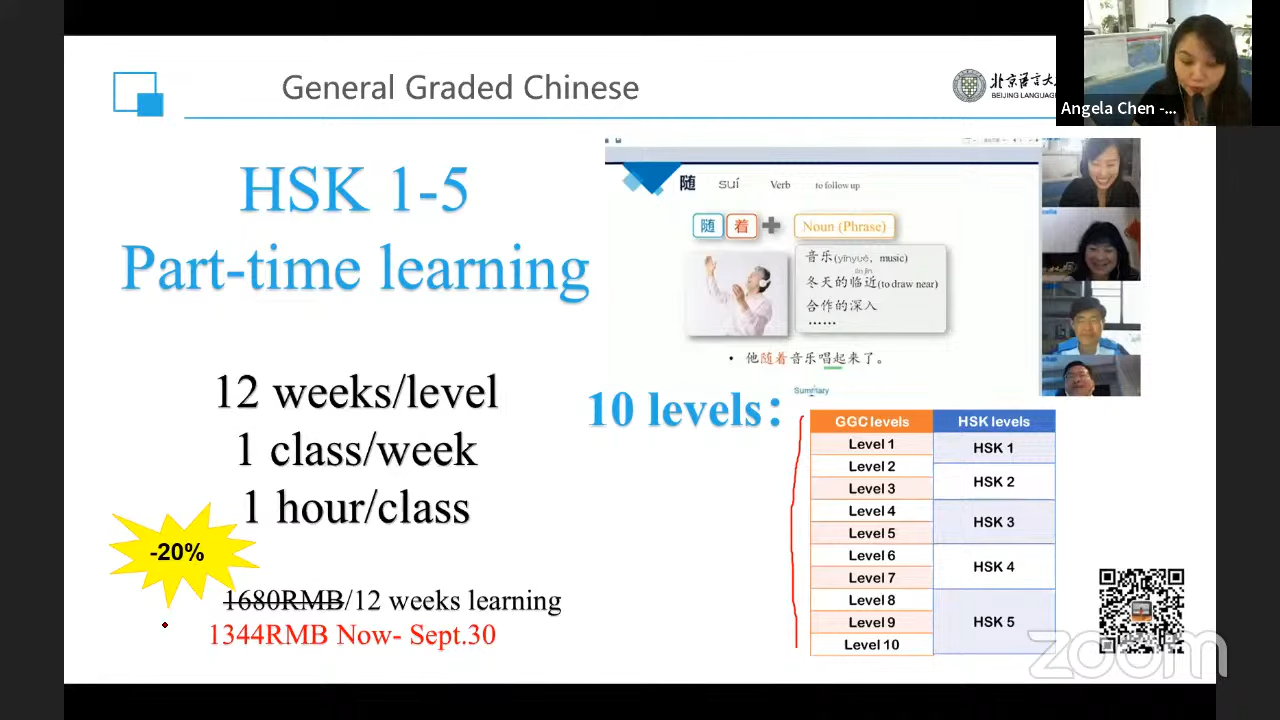 General Graded Chinese
北京语言大
BEIJING LANGUAGE
Angela Chen -...
HSK 1-5
Part-time learning
12 weeks/level
1 class/week
1 hour/class
-20%
1680RMB/12 weeks learning
1344RMB Now- Sept.30
随 suí Verb to follow up
随 着 + Noun (Phrase)
音乐(yīnyuè, music)
lín jìn
冬天的临近(to draw near)
合作的深入
······
• 他随着音乐唱起来了。
Summary
10 levels：
GGC levels HSK levels
Level 1 HSK 1
Level 2
Level 3 HSK 2
Level 4
Level 5 HSK 3
Level 6
Level 7 HSK 4
Level 8
Level 9 HSK 5
Level 10
zoom